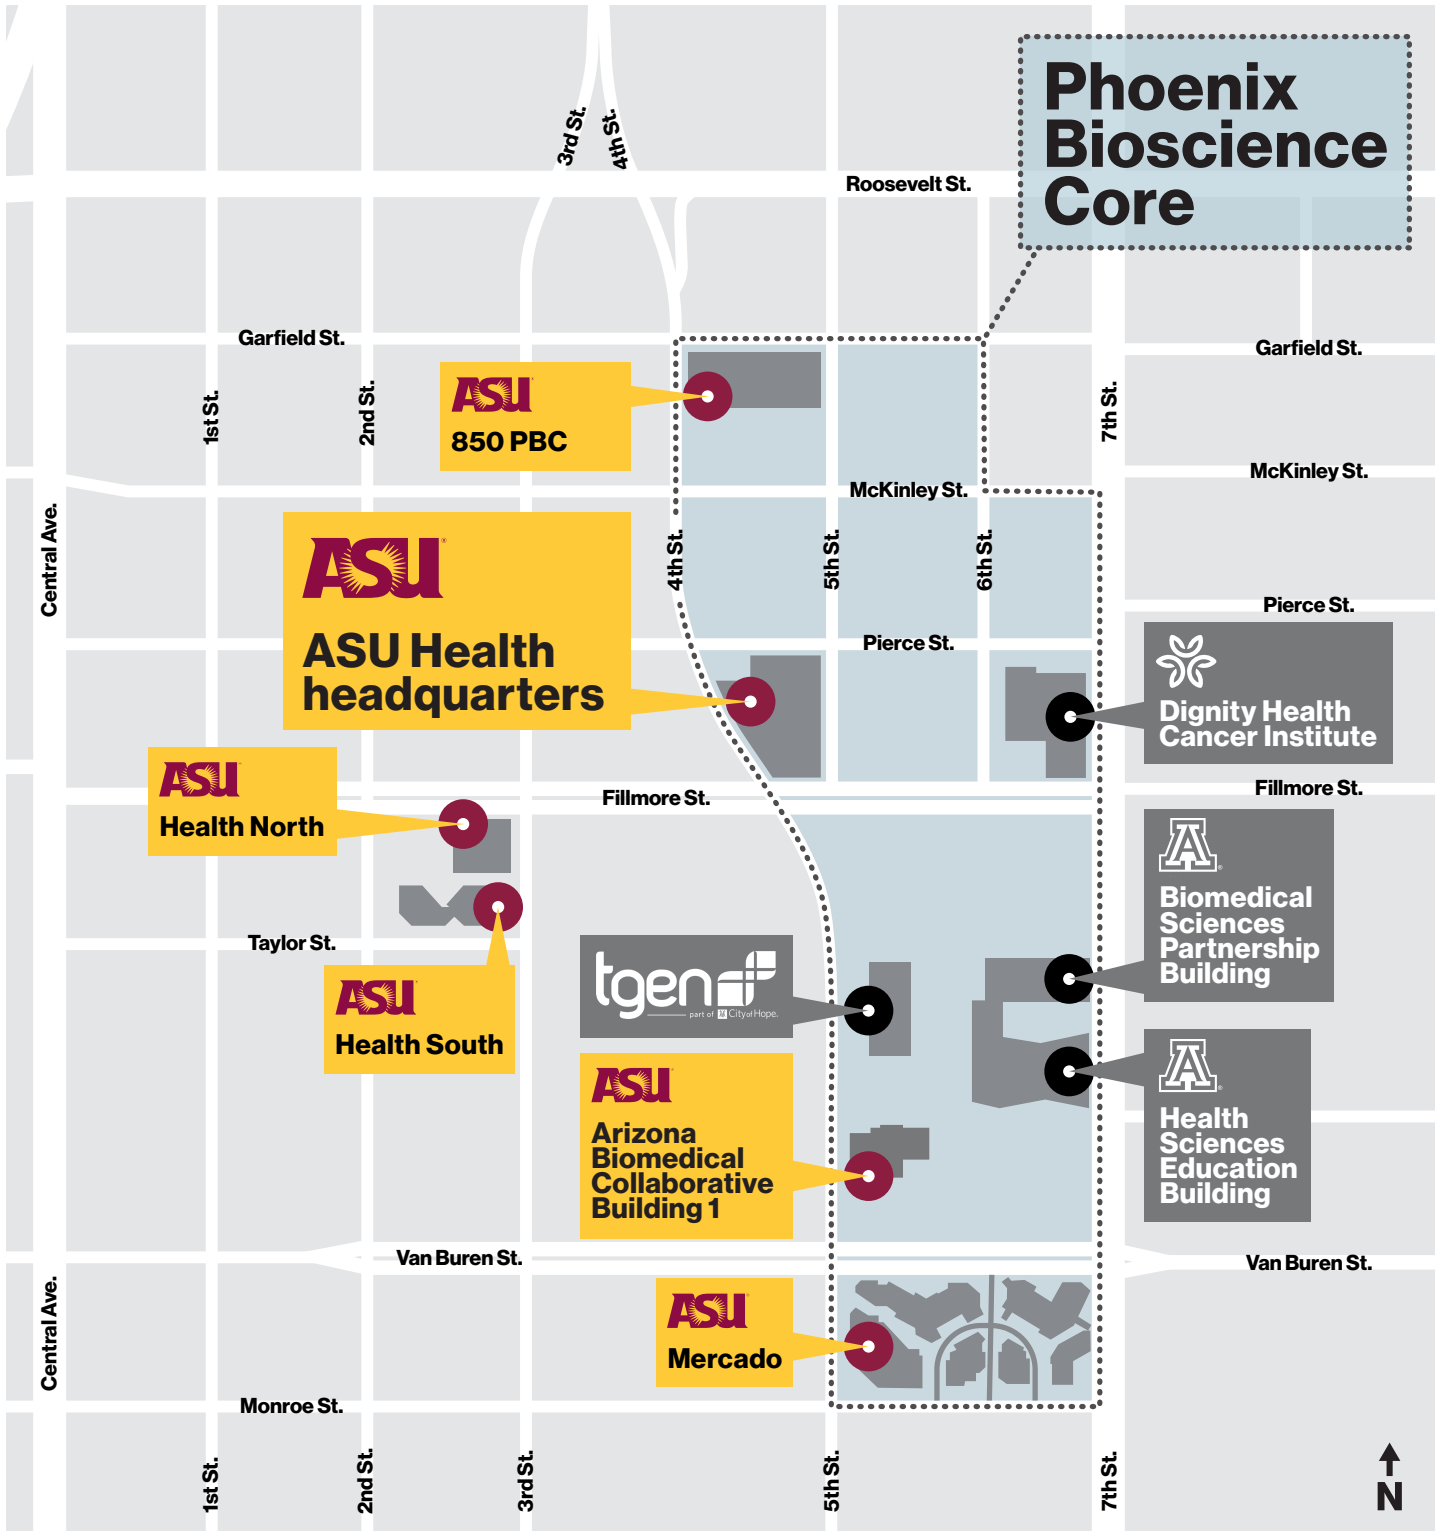 Phoenix
Bioscience
Core
3rd St.
4th St.
Roosevelt St.
Garfield St.
Garfield St.
1st St.
2nd St.
7th St.
ASU
850 PBC
McKinley St.
McKinley St.
Central Ave.
4th St.
5th St.
6th St.
ASU
ASU Health
headquarters
Pierce St.
Pierce St.
Dignity Health
Cancer Institute
Fillmore St.
Fillmore St.
ASU
Health North
A
Biomedical
Sciences
Partnership
Building
Taylor St.
ASU
Health South
tgen
part of City of Hope.
A
Health
Sciences
Education
Building
ASU
Arizona
Biomedical
Collaborative
Building 1
Van Buren St.
Van Buren St.
ASU
Mercado
Central Ave.
Monroe St.
1st St.
2nd St.
3rd St.
5th St.
7th St.
N